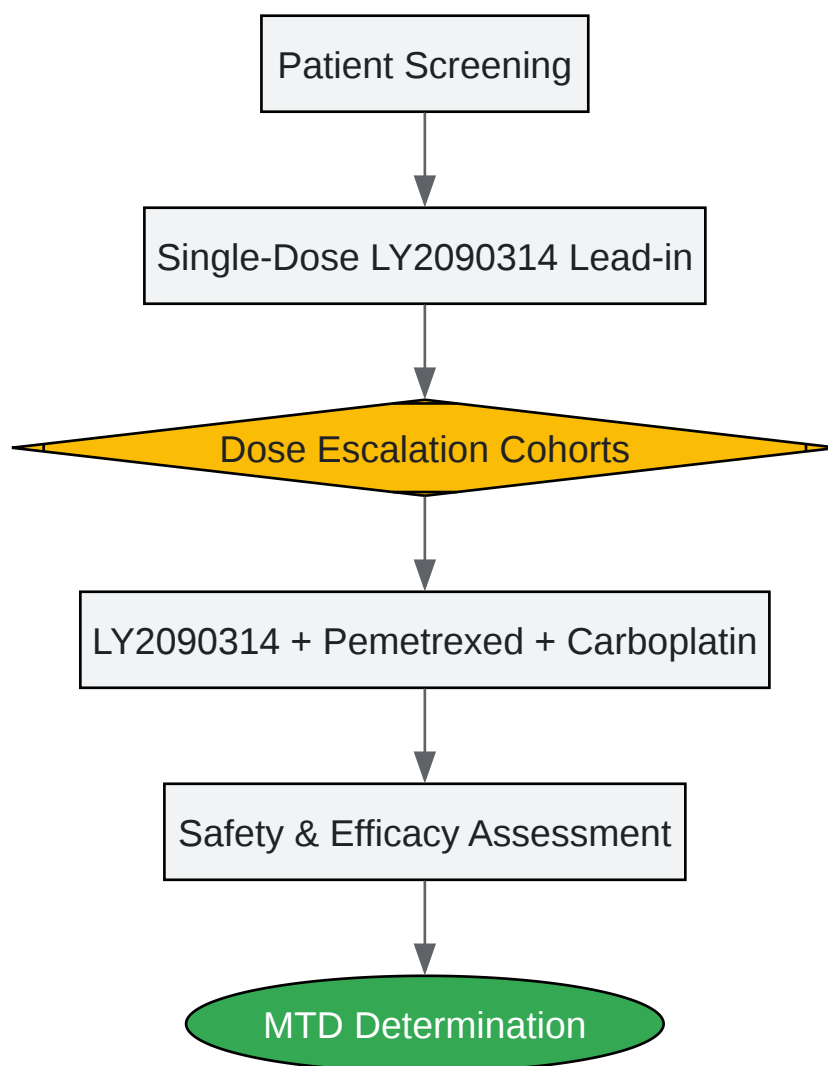 Patient Screening
Single-Dose LY2090314 Lead-in
Dose Escalation Cohorts
LY2090314 + Pemetrexed + Carboplatin
Safety & Efficacy Assessment
MTD Determination